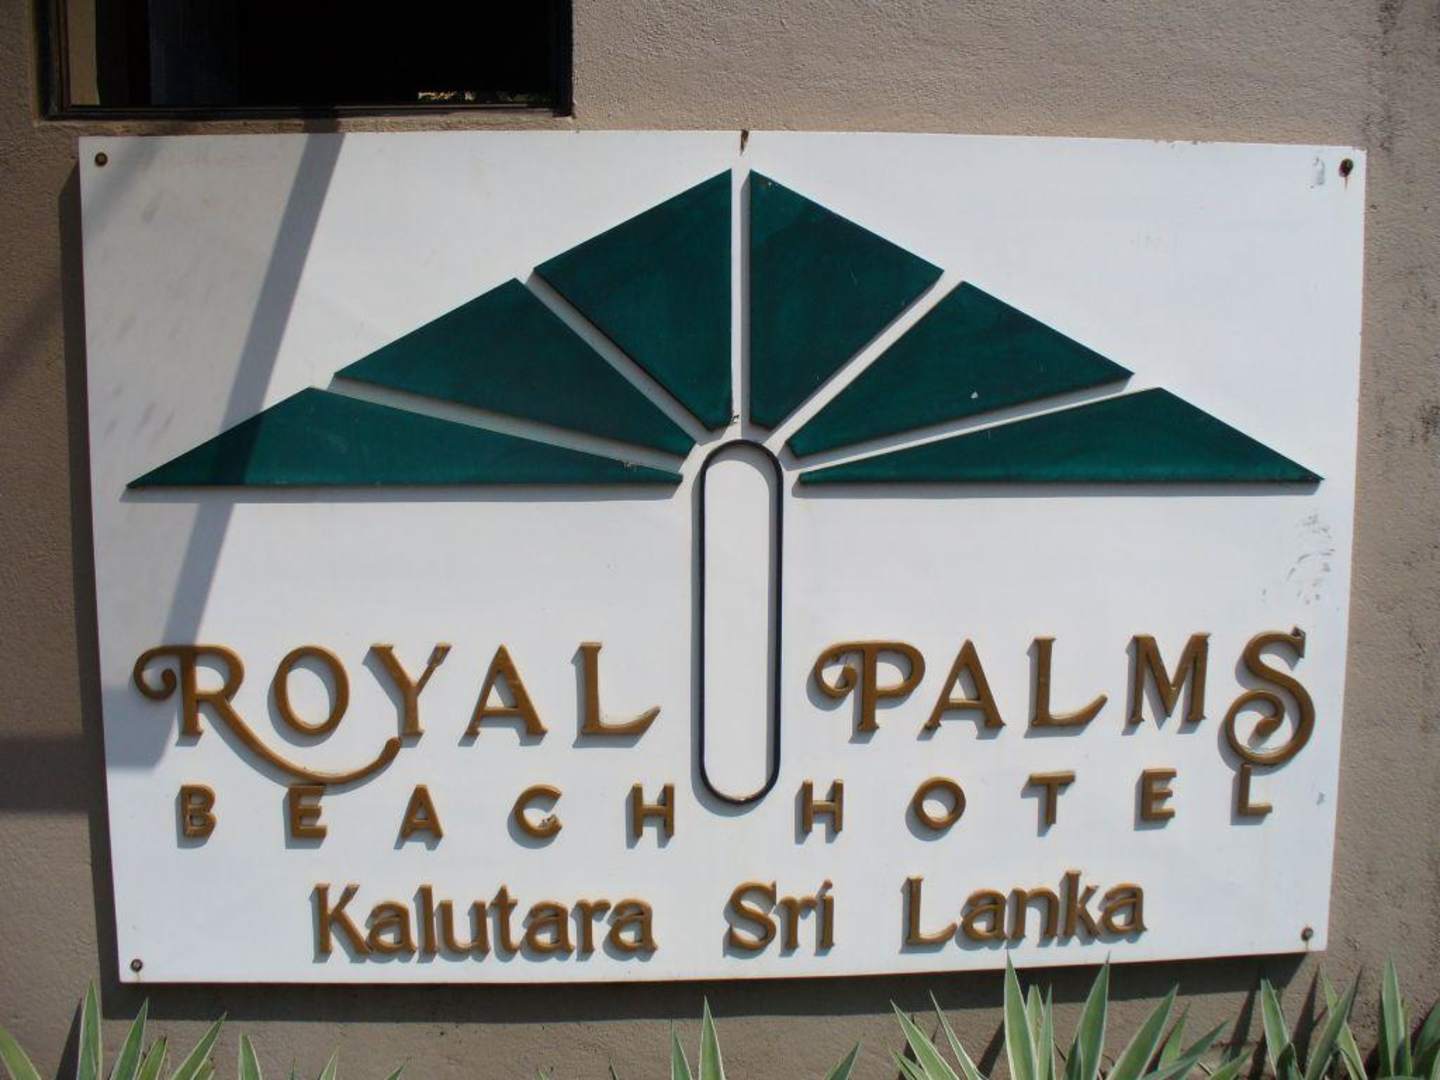 ROYAL PALMS
BEACH HOTEL
Kalutara Sri Lanka